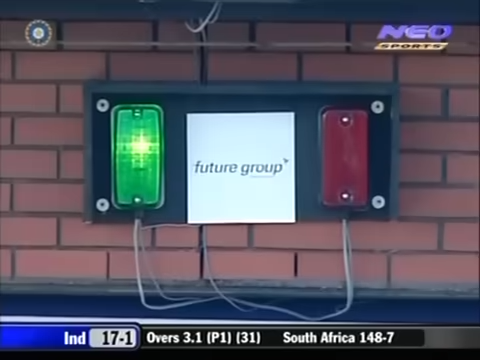 NEO
SPORTS
future group
Ind 17-1 Overs 3.1 (P1) (31) South Africa 148-7